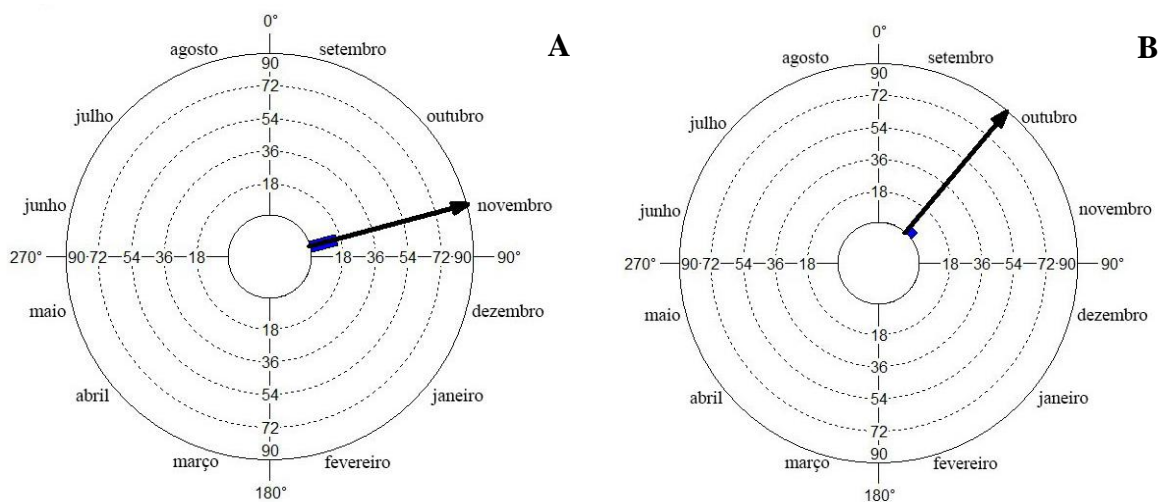 A
0°
agosto
setembro
90
72
julho
54
outubro
36
18
junho
novembro
270°
90
72
54
36
18
18
36
54
72
90
90°
maio
dezembro
18
36
abril
54
janeiro
72
90
março
fevereiro
180°
B
0°
agosto
setembro
90
72
julho
54
outubro
36
18
junho
novembro
270°
90
72
54
36
18
18
36
54
72
90
90°
maio
dezembro
18
36
abril
54
janeiro
72
90
março
fevereiro
180°